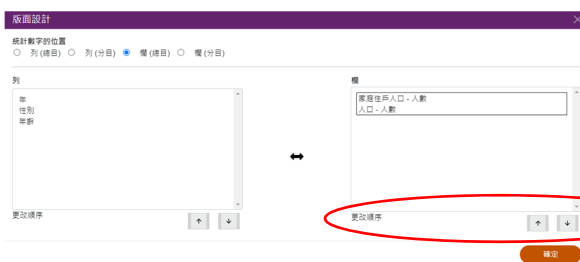 版面設計
統計數字的位置
列 (總目) 列 (分目) 欄 (總目) 欄 (分目)
列
年
性別
年齡
更改順序
欄
家庭住戶人口 - 人數
人口 - 人數
更改順序
確定